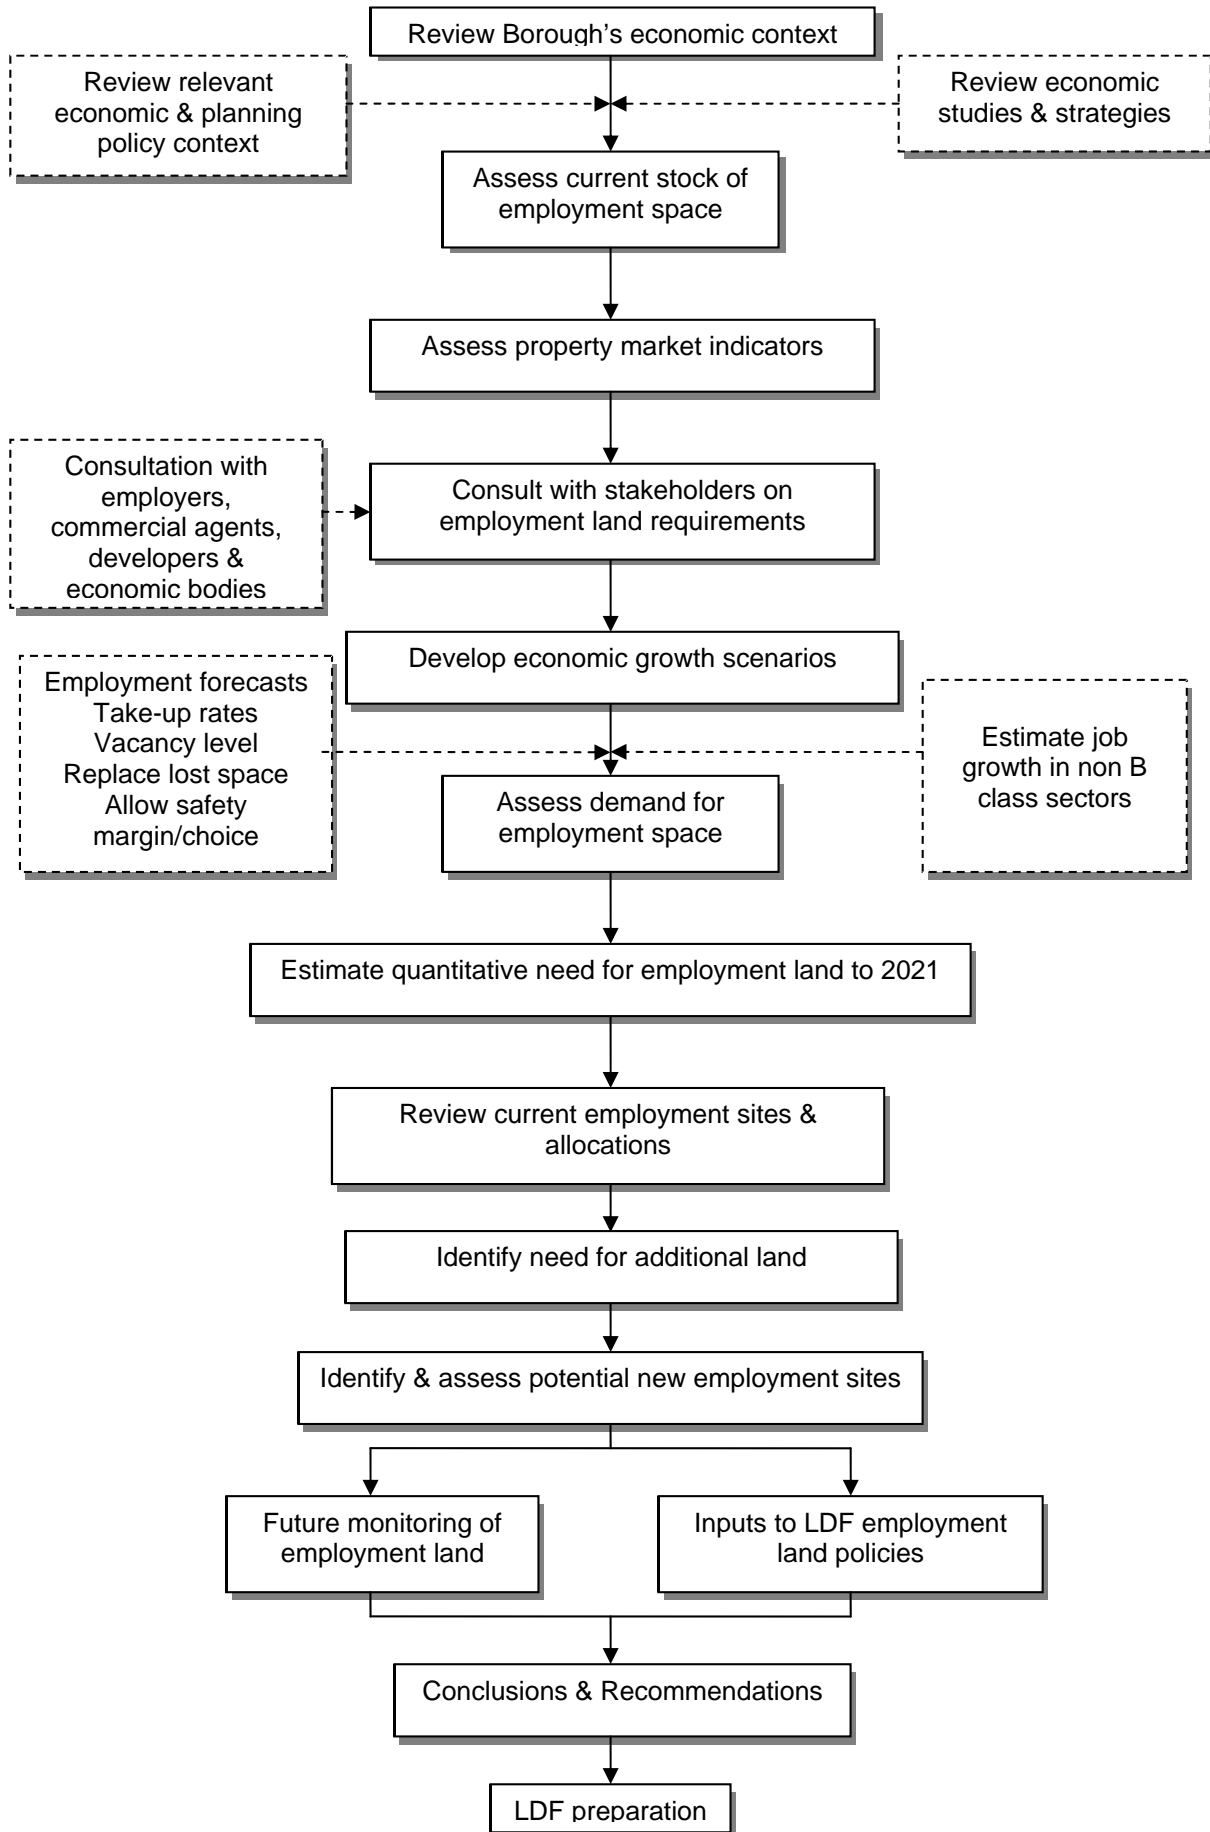 Review Borough's economic context
Review relevant
economic & planning
policy context
Review economic
studies & strategies
Assess current stock of
employment space
Assess property market indicators
Consultation with
employers,
commercial agents,
developers &
economic bodies
Consult with stakeholders on
employment land requirements
Develop economic growth scenarios
Employment forecasts
Take-up rates
Vacancy level
Replace lost space
Allow safety
margin/choice
Estimate job
growth in non B
class sectors
Assess demand for
employment space
Estimate quantitative need for employment land to 2021
Review current employment sites &
allocations
Identify need for additional land
Identify & assess potential new employment sites
Future monitoring of
employment land
Inputs to LDF employment
land policies
Conclusions & Recommendations
LDF preparation